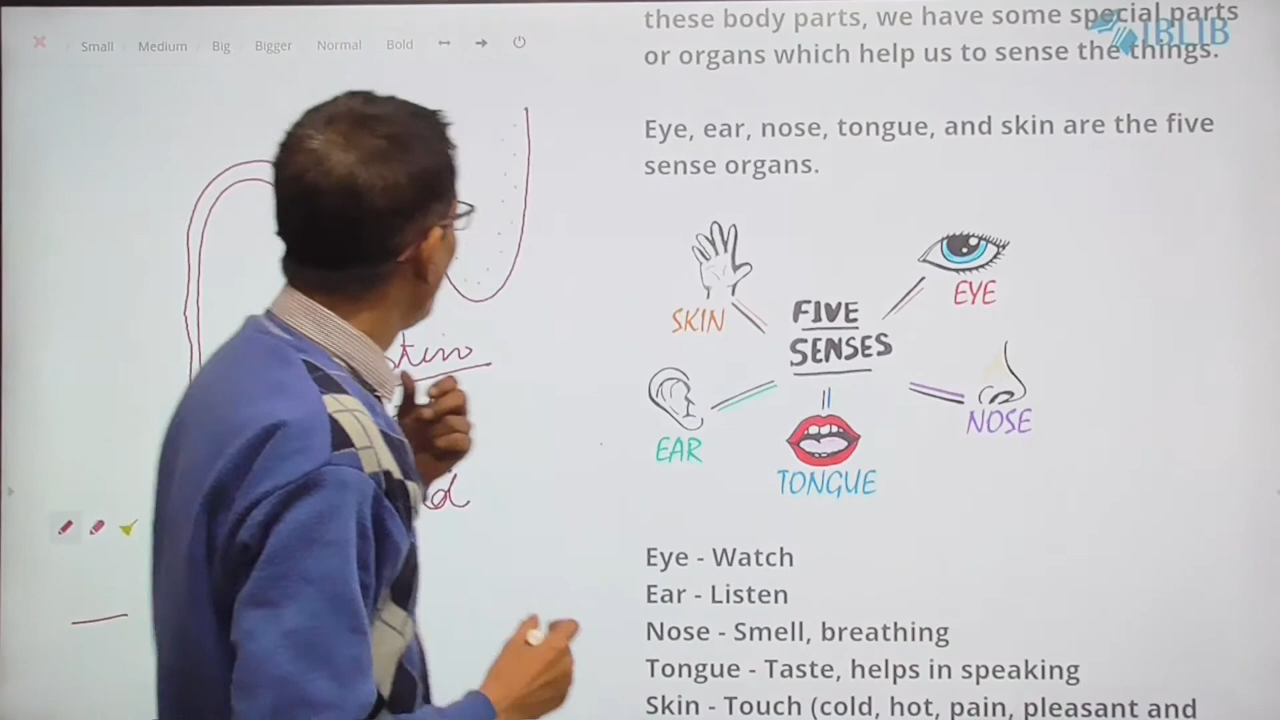 Small Medium Big Bigger Normal Bold
these body parts, we have some special parts
or organs which help us to sense the things.
IBLIB
Eye, ear, nose, tongue, and skin are the five
sense organs.
SKIN
EYE
FIVE
SENSES
EAR
NOSE
TONGUE
Eye - Watch
Ear - Listen
Nose - Smell, breathing
Tongue - Taste, helps in speaking
Skin - Touch (cold, hot, pain, pleasant and